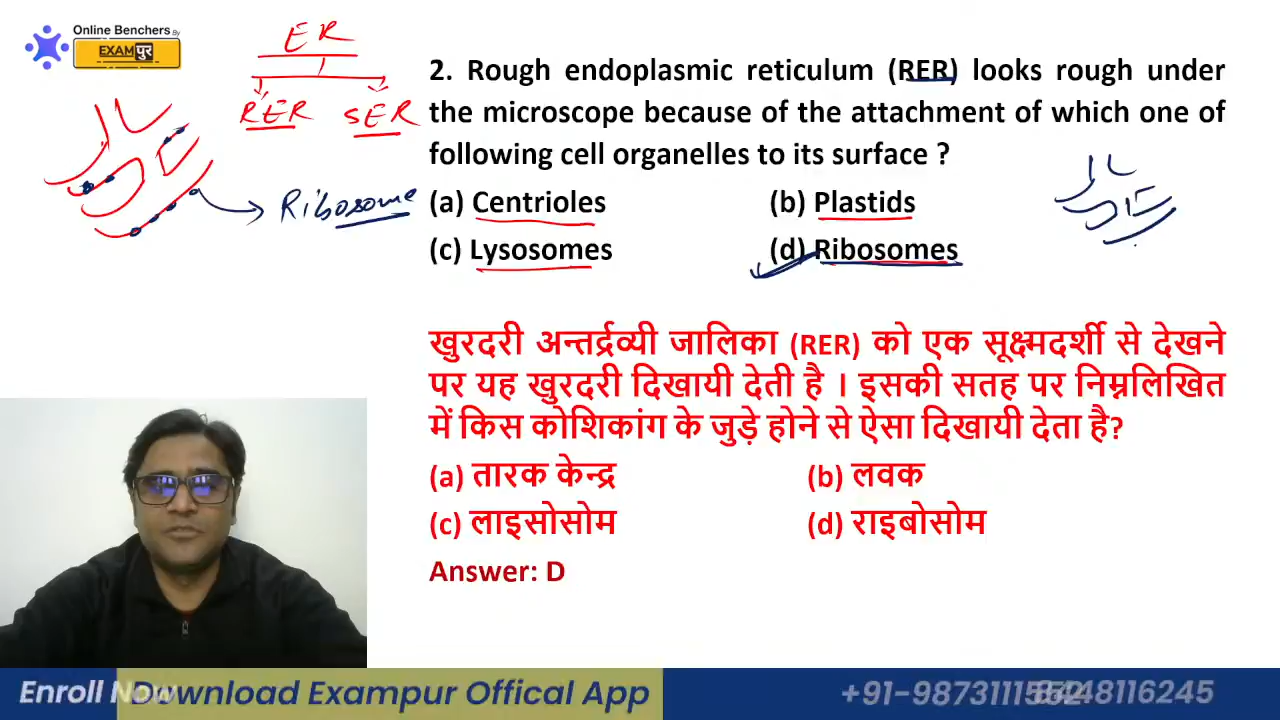 Online Benchers By
EXAMपुर
ER
RER SER
Ribosome
2. Rough endoplasmic reticulum (RER) looks rough under
the microscope because of the attachment of which one of
following cell organelles to its surface ?
(a) Centrioles (b) Plastids
(c) Lysosomes (d) Ribosomes
खुरदरी अन्तर्द्रव्यी जालिका (RER) को एक सूक्ष्मदर्शी से देखने
पर यह खुरदरी दिखायी देती है । इसकी सतह पर निम्नलिखित
में किस कोशिकांग के जुड़े होने से ऐसा दिखायी देता है?
(a) तारक केन्द्र (b) लवक
(c) लाइसोसोम (d) राइबोसोम
Answer: D
Enroll Now Download Exampur Offical App